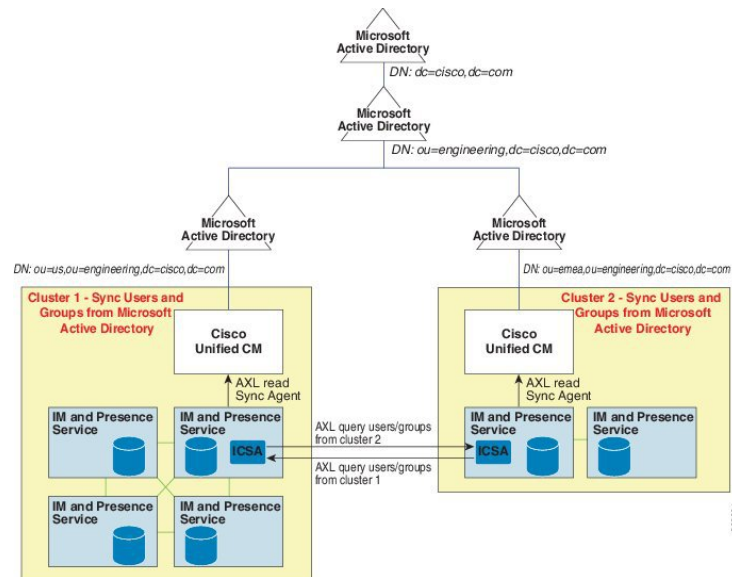 Microsoft
Active Directory
DN: dc=cisco,dc=com
Microsoft
Active Directory
DN: ou=engineering,dc=cisco,dc=com
Microsoft
Active Directory
DN: ou=us,ou=engineering,dc=cisco,dc=com
Microsoft
Active Directory
DN: ou=emea,ou=engineering,dc=cisco,dc=com
Cluster 1 - Sync Users and
Groups from Microsoft
Active Directory
Cisco
Unified CM
AXL read
Sync Agent
IM and Presence
Service
IM and Presence
Service
ICSA
IM and Presence
Service
IM and Presence
Service
AXL query users/groups
from cluster 2
AXL query users/groups
from cluster 1
Cluster 2 - Sync Users and
Groups from Microsoft
Active Directory
Cisco
Unified CM
AXL read
Sync Agent
IM and Presence
Service
ICSA
IM and Presence
Service